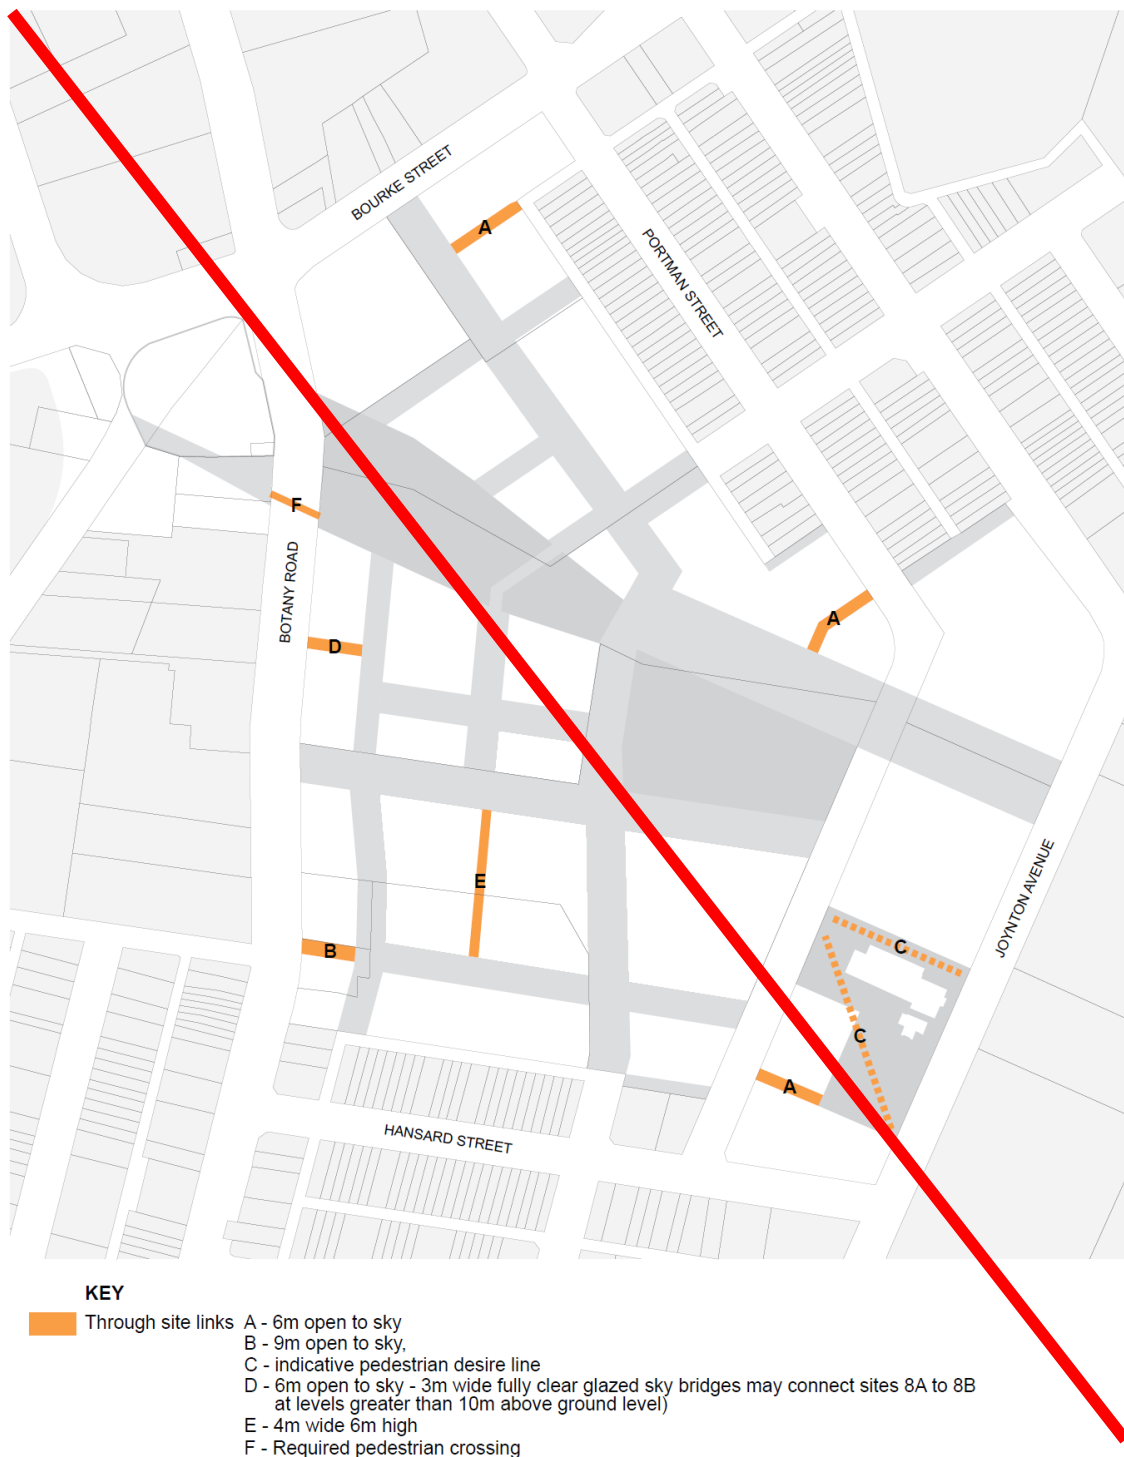 BOURKE STREET
A
PORTMAN STREET
F
BOTANY ROAD
A
D
E
JOYNTON AVENUE
B
C
C
A
HANSARD STREET
KEY
Through site links A - 6m open to sky
B - 9m open to sky,
C - indicative pedestrian desire line
D - 6m open to sky - 3m wide fully clear glazed sky bridges may connect sites 8A to 8B
at levels greater than 10m above ground level)
E - 4m wide 6m high
F - Required pedestrian crossing